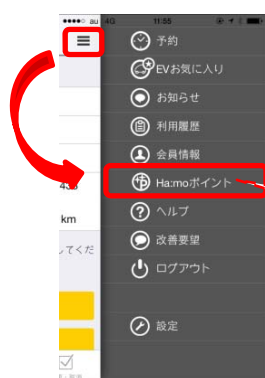 au 4G 11:55
予約
EVお気に入り
お知らせ
利用履歴
会員情報
Ha:moポイント
ヘルプ
km
してくだ
改善要望
ログアウト
設定